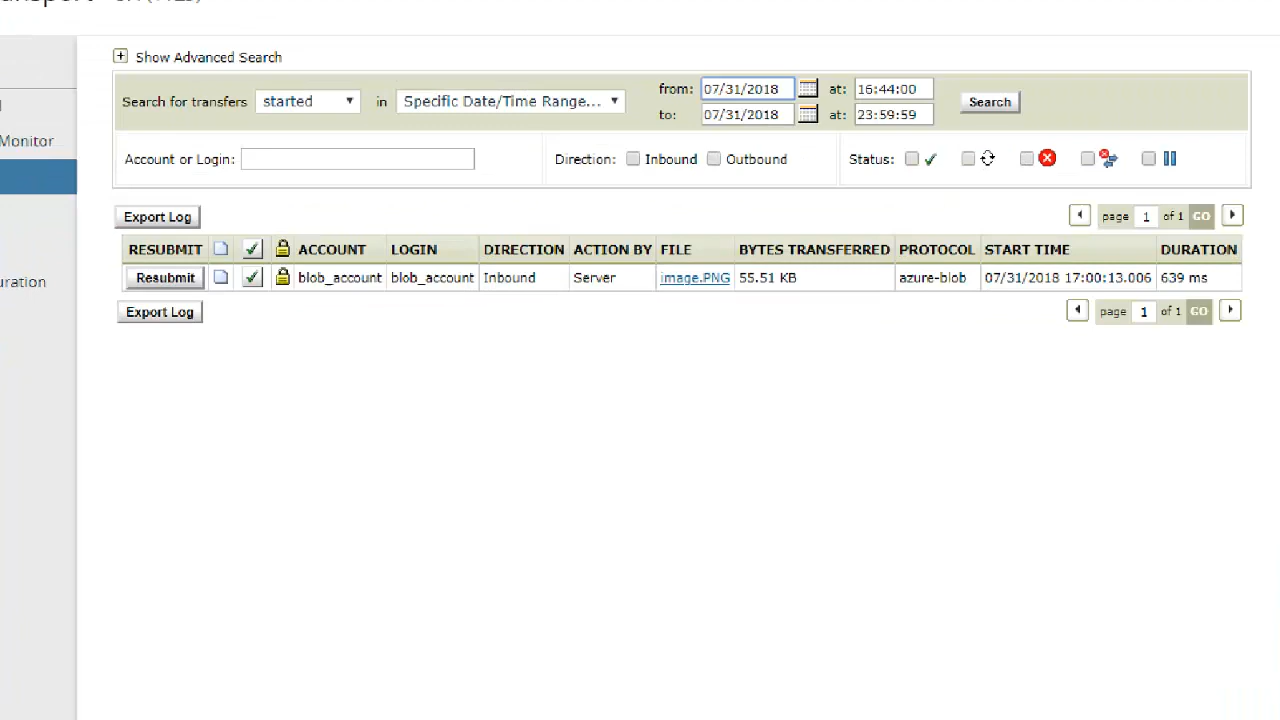 Show Advanced Search
Search for transfers started in Specific Date/Time Range... from: 07/31/2018 at: 16:44:00 Search
to: 07/31/2018 at: 23:59:59
Monitor
Account or Login: Direction: Inbound Outbound Status:
Export Log page 1 of 1 GO
RESUBMIT ACCOUNT LOGIN DIRECTION ACTION BY FILE BYTES TRANSFERRED PROTOCOL START TIME DURATION
Resubmit blob_account blob_account Inbound Server image.PNG 55.51 KB azure-blob 07/31/2018 17:00:13.006 639 ms
uration
Export Log page 1 of 1 GO